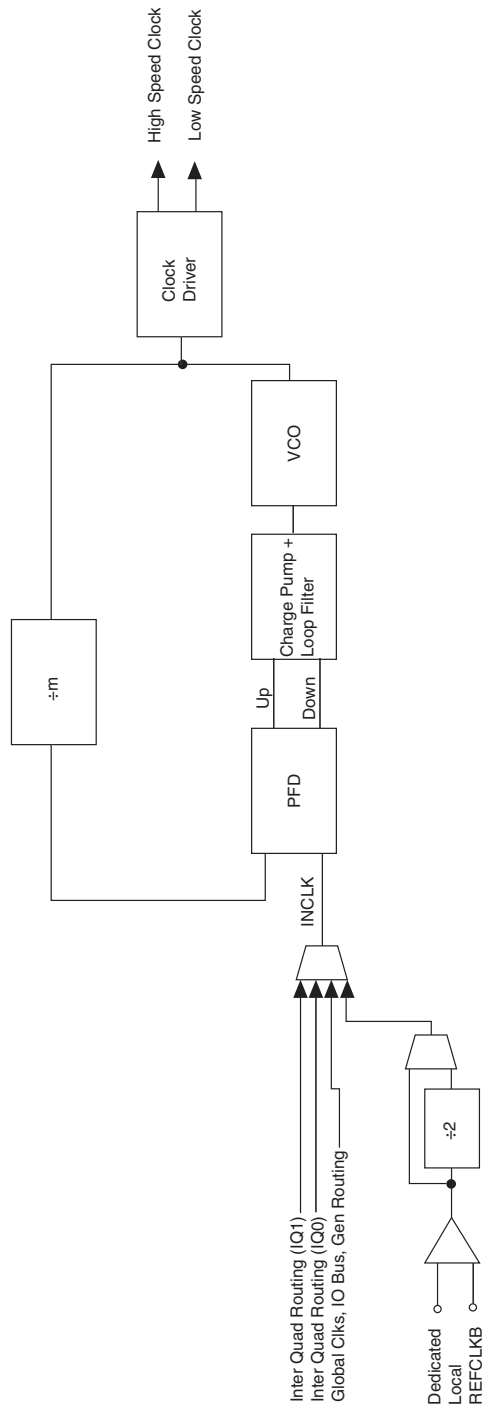 High Speed Clock
Low Speed Clock
Clock
Driver
÷m
VCO
Charge Pump +
Loop Filter
Up
Down
PFD
INCLK
Inter Quad Routing (IQ1)
Inter Quad Routing (IQ0)
Global Clks, IO Bus, Gen Routing
÷2
Dedicated
Local
REFCLKB